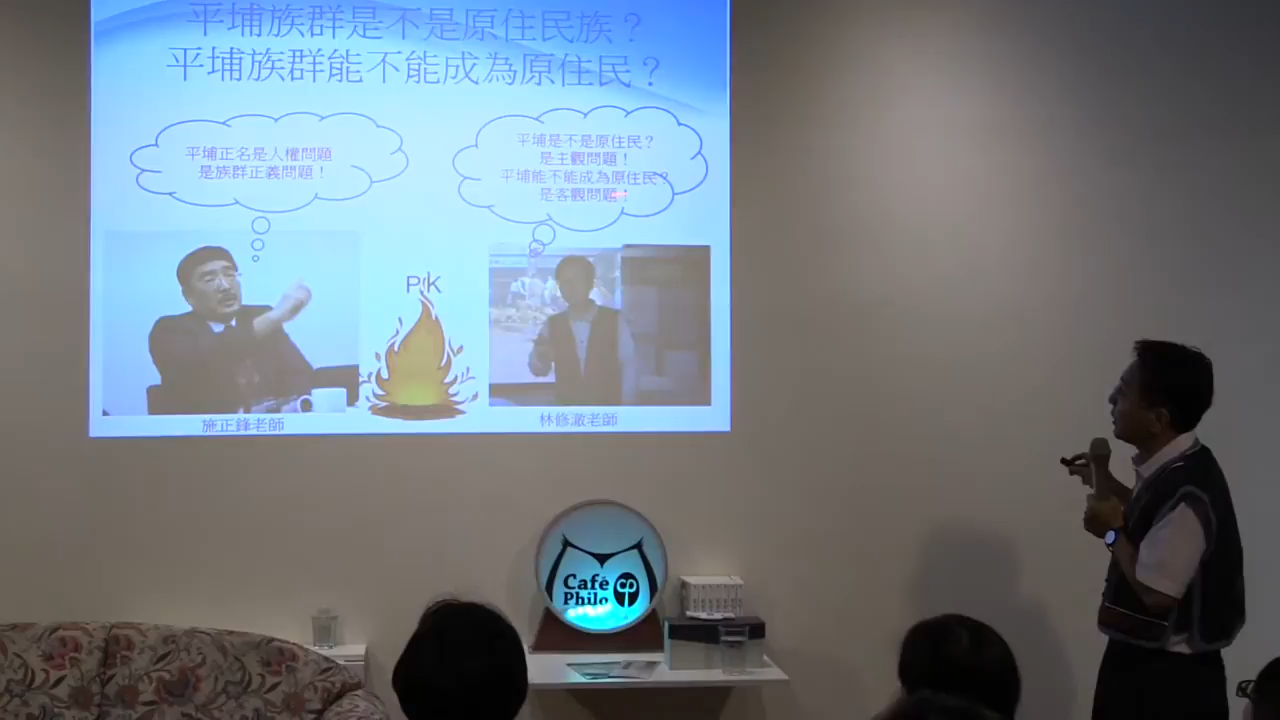 平埔族群是不是原住民族？
平埔族群能不能成為原住民？
平埔正名是人權問題
是族群正義問題！
平埔是不是原住民？
是主觀問題！
平埔能不能成為原住民？
是客觀問題！
PK
施正鋒老師
林修澈老師
Café
Philo
cp